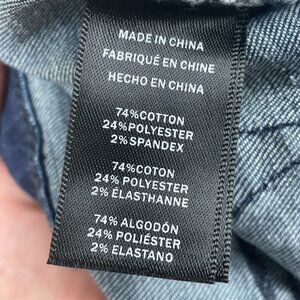 MADE IN CHINA
FABRIQUÉ EN CHINE
HECHO EN CHINA
74%COTTON
24%POLYESTER
2%SPANDEX
74%COTON
24% POLYESTER
2% ÉLASTHANNE
74% ALGODÓN
24% POLIÉSTER
2% ELASTANO